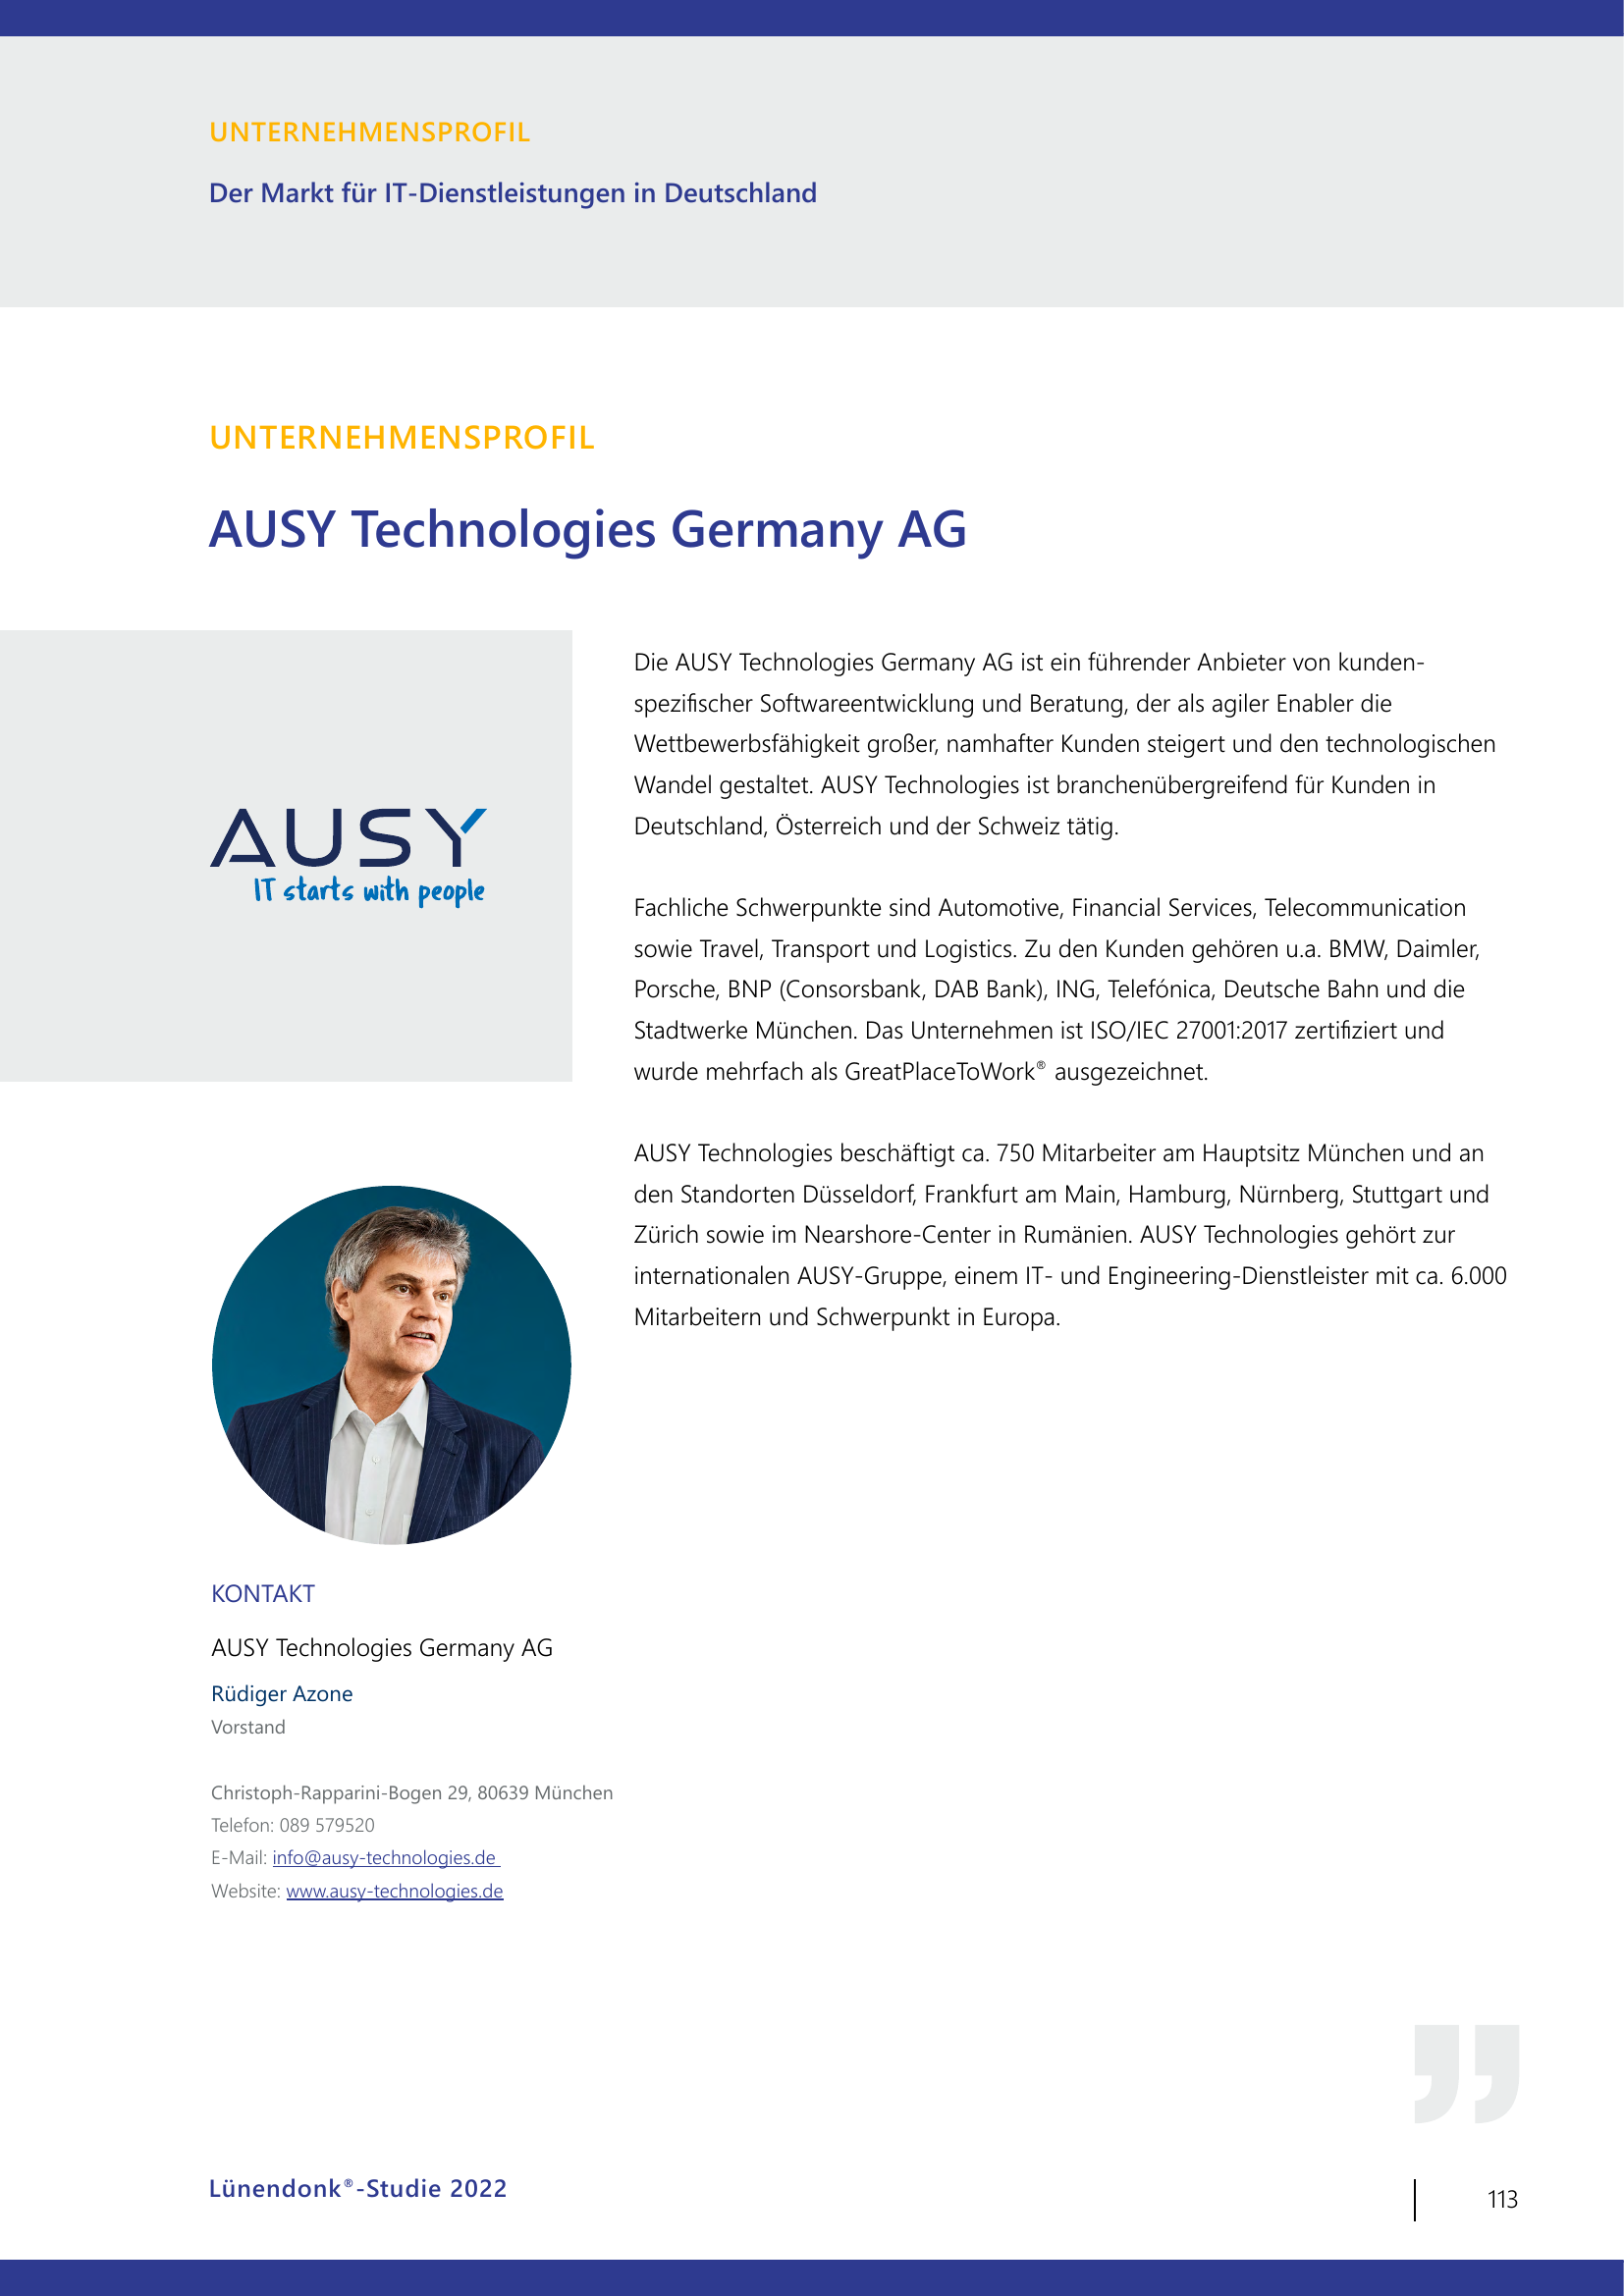 UNTERNEHMENSPROFIL
Der Markt für IT-Dienstleistungen in Deutschland
UNTERNEHMENSPROFIL
AUSY Technologies Germany AG
AUSY
IT starts with people
Die AUSY Technologies Germany AG ist ein führender Anbieter von kunden-
spezifischer Softwareentwicklung und Beratung, der als agiler Enabler die
Wettbewerbsfähigkeit großer, namhafter Kunden steigert und den technologischen
Wandel gestaltet. AUSY Technologies ist branchenübergreifend für Kunden in
Deutschland, Österreich und der Schweiz tätig.
Fachliche Schwerpunkte sind Automotive, Financial Services, Telecommunication
sowie Travel, Transport und Logistics. Zu den Kunden gehören u.a. BMW, Daimler,
Porsche, BNP (Consorsbank, DAB Bank), ING, Telefónica, Deutsche Bahn und die
Stadtwerke München. Das Unternehmen ist ISO/IEC 27001:2017 zertifiziert und
wurde mehrfach als GreatPlaceToWork® ausgezeichnet.
AUSY Technologies beschäftigt ca. 750 Mitarbeiter am Hauptsitz München und an
den Standorten Düsseldorf, Frankfurt am Main, Hamburg, Nürnberg, Stuttgart und
Zürich sowie im Nearshore-Center in Rumänien. AUSY Technologies gehört zur
internationalen AUSY-Gruppe, einem IT- und Engineering-Dienstleister mit ca. 6.000
Mitarbeitern und Schwerpunkt in Europa.
KONTAKT
AUSY Technologies Germany AG
Rüdiger Azone
Vorstand
Christoph-Rapparini-Bogen 29, 80639 München
Telefon: 089 579520
E-Mail: info@ausy-technologies.de
Website: www.ausy-technologies.de
Lünendonk®-Studie 2022
113